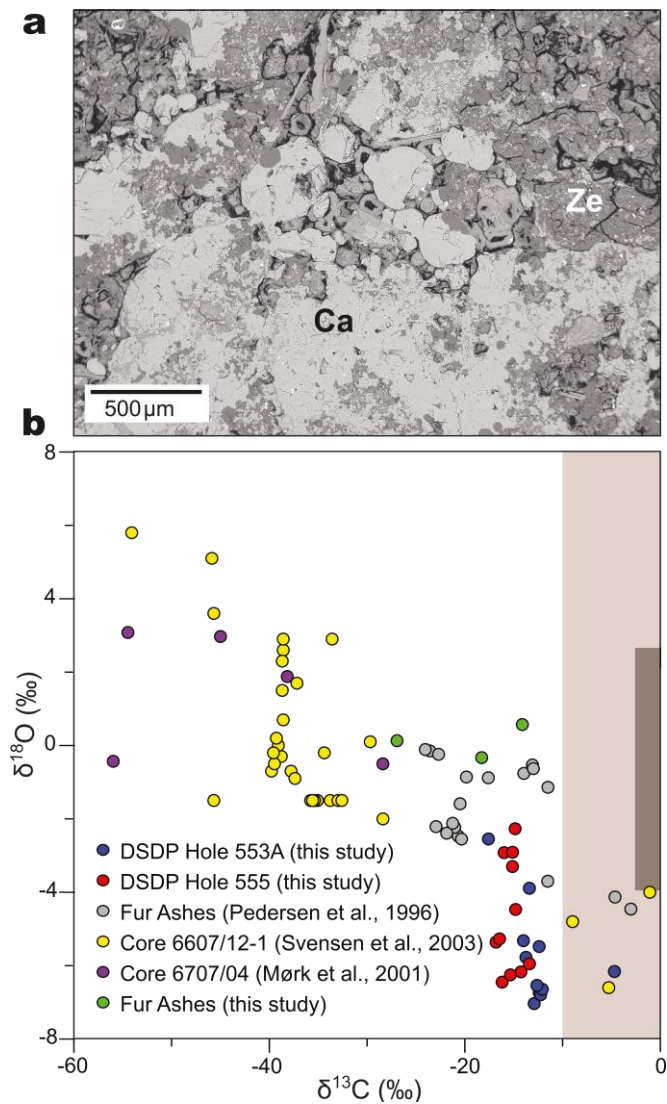 a
Ze
Ca
500µm
b
8
4
0
-4
-8
δ18O (‰)
DSDP Hole 553A (this study)
DSDP Hole 555 (this study)
Fur Ashes (Pedersen et al., 1996)
Core 6607/12-1 (Svensen et al., 2003)
Core 6707/04 (Mørk et al., 2001)
Fur Ashes (this study)
-60
-40
-20
0
δ13C (‰)